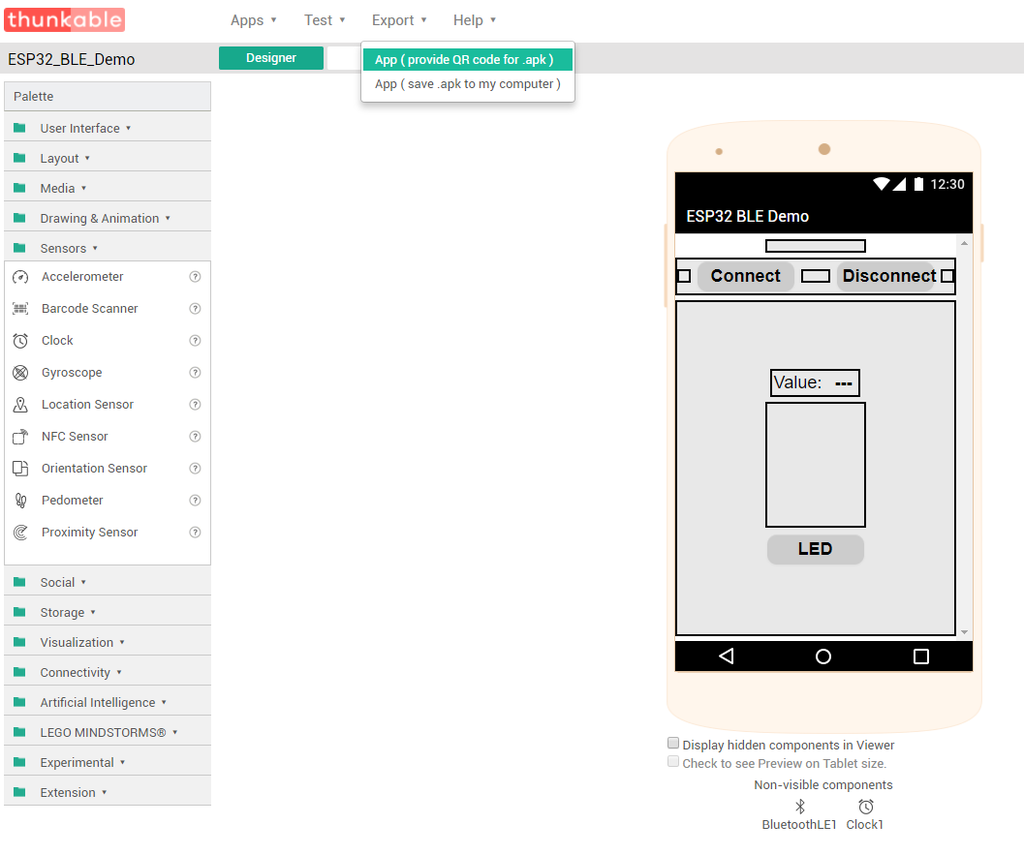 thunkable
Apps ▾ Test ▾ Export ▾ Help ▾
ESP32_BLE_Demo
Designer
App ( provide QR code for .apk )
App ( save .apk to my computer )
Palette
User Interface ▾
Layout ▾
Media ▾
Drawing & Animation ▾
Sensors ▾
Accelerometer ?
Barcode Scanner ?
Clock ?
Gyroscope ?
Location Sensor ?
NFC Sensor ?
Orientation Sensor ?
Pedometer ?
Proximity Sensor ?
Social ▾
Storage ▾
Visualization ▾
Connectivity ▾
Artificial Intelligence ▾
LEGO MINDSTORMS® ▾
Experimental ▾
Extension ▾
12:30
ESP32 BLE Demo
Connect Disconnect
Value: ---
LED
Display hidden components in Viewer
Check to see Preview on Tablet size.
Non-visible components
BluetoothLE1 Clock1